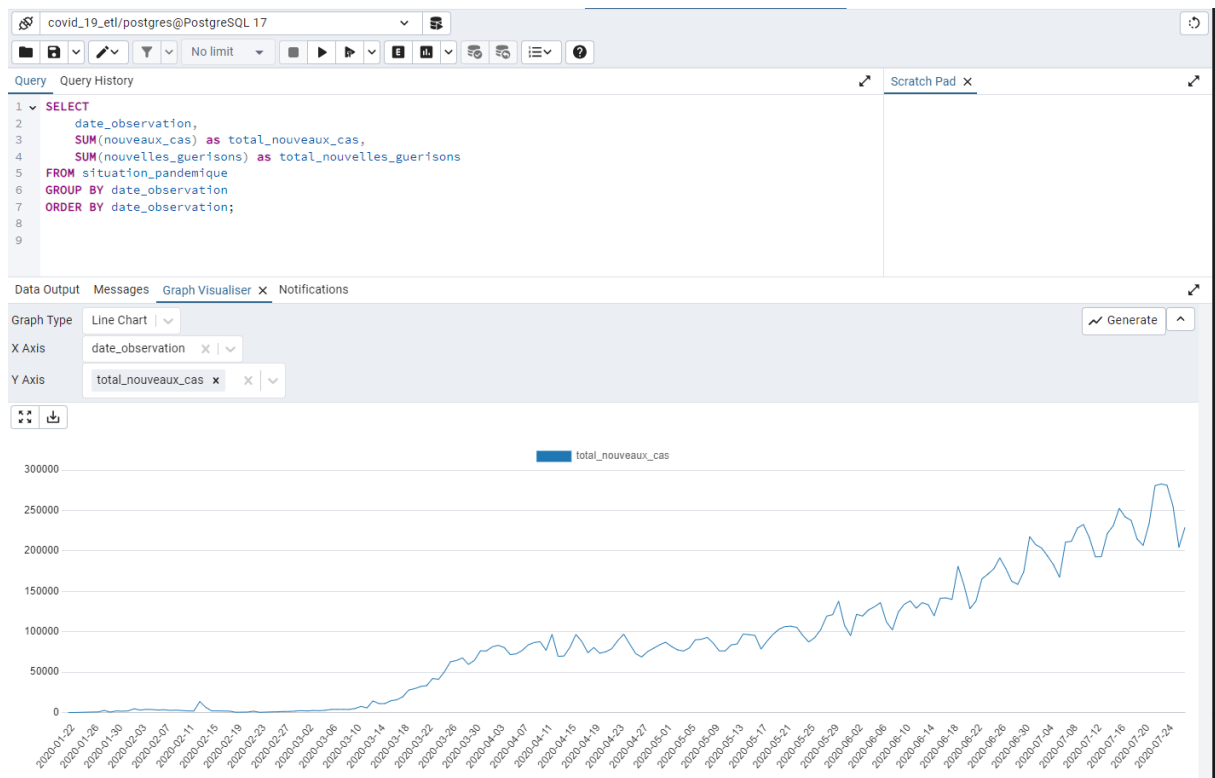 covid_19_etl/postgres@PostgreSQL 17
No limit
E
Query Query History
Scratch Pad
1 SELECT
2 date_observation,
3 SUM(nouveaux_cas) as total_nouveaux_cas,
4 SUM(nouvelles_guerisons) as total_nouvelles_guerisons
5 FROM situation_pandemique
6 GROUP BY date_observation
7 ORDER BY date_observation;
8
9
Data Output Messages Graph Visualiser Notifications
Graph Type Line Chart Generate
X Axis date_observation
Y Axis total_nouveaux_cas
total_nouveaux_cas
300000
250000
200000
150000
100000
50000
0
2020-01-22 2020-01-26 2020-01-30 2020-02-03 2020-02-07 2020-02-11 2020-02-15 2020-02-19 2020-02-23 2020-02-27 2020-03-02 2020-03-06 2020-03-10 2020-03-14 2020-03-18 2020-03-22 2020-03-26 2020-03-30 2020-04-03 2020-04-07 2020-04-11 2020-04-15 2020-04-19 2020-04-23 2020-04-27 2020-05-01 2020-05-05 2020-05-09 2020-05-13 2020-05-17 2020-05-21 2020-05-25 2020-05-29 2020-06-02 2020-06-06 2020-06-10 2020-06-14 2020-06-18 2020-06-22 2020-06-26 2020-06-30 2020-07-04 2020-07-08 2020-07-12 2020-07-16 2020-07-20 2020-07-24